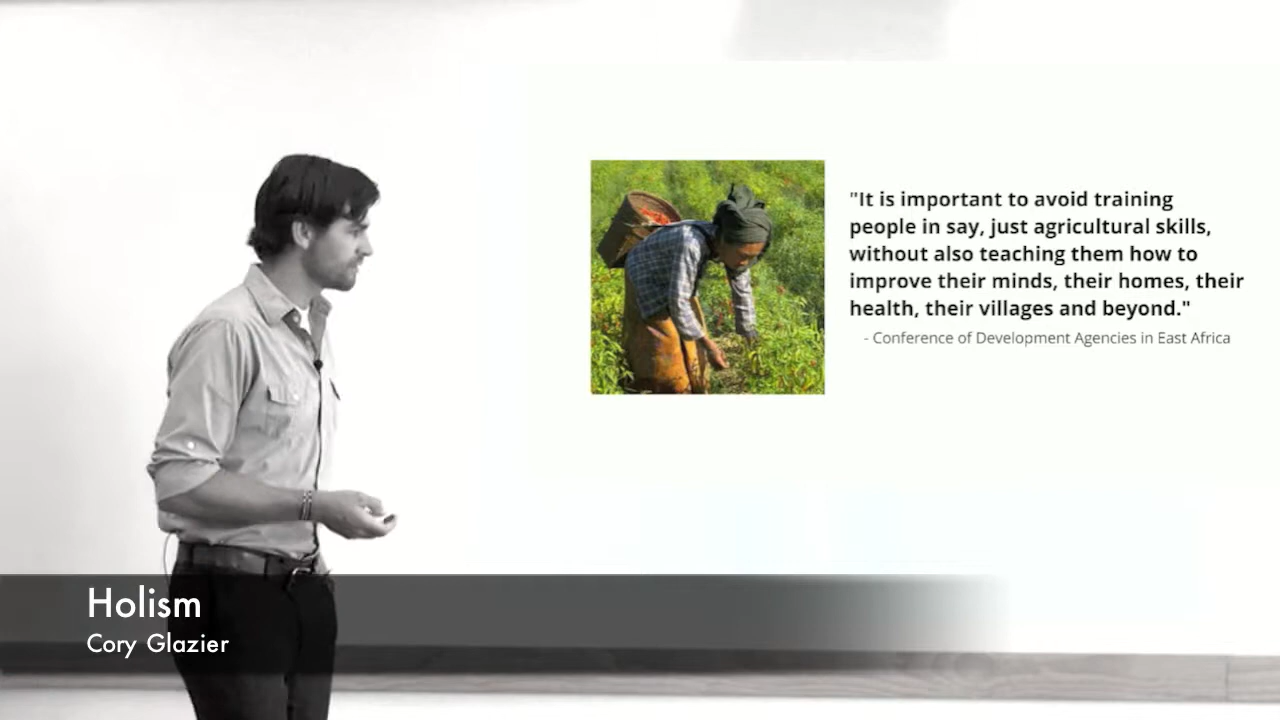 "It is important to avoid training
people in say, just agricultural skills,
without also teaching them how to
improve their minds, their homes, their
health, their villages and beyond."
- Conference of Development Agencies in East Africa
Holism
Cory Glazier